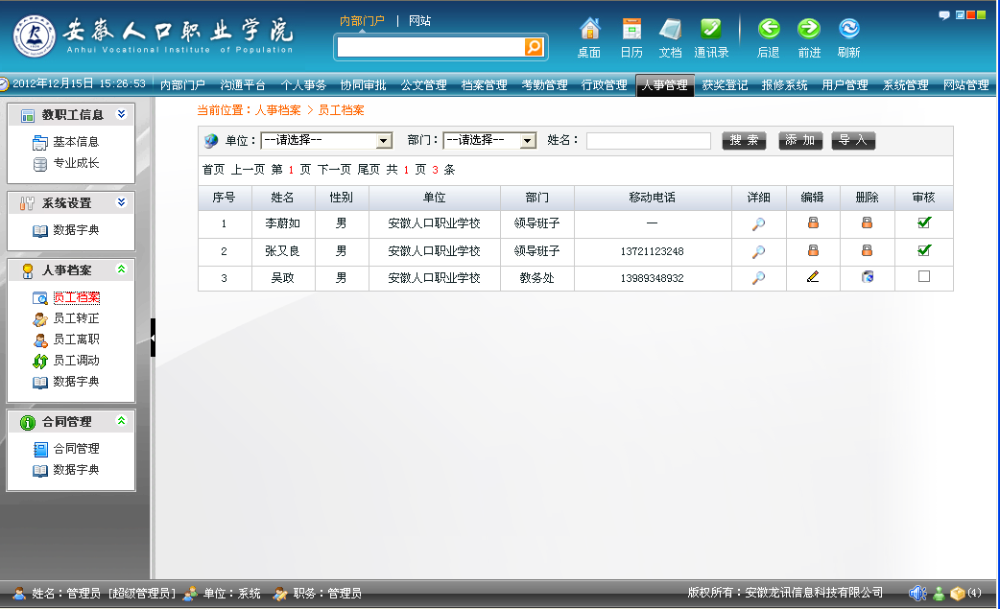 安徽人口职业学院
Anhui Vocational Institute of Population
内部门户 | 网站
桌面 日历 文档 通讯录 后退 前进 刷新
2012年12月15日 15:26:53 内部门户 沟通平台 个人事务 协同审批 公文管理 档案管理 考勤管理 行政管理 人事管理 获奖登记 报修系统 用户管理 系统管理 网站管理
教职工信息
基本信息
专业成长
系统设置
数据字典
人事档案
员工档案
员工转正
员工离职
员工调动
数据字典
合同管理
合同管理
数据字典
当前位置：人事档案 > 员工档案
单位： --请选择-- 部门： --请选择-- 姓名： 搜 索 添 加 导 入
首页 上一页 第 1 页 下一页 尾页 共 1 页 3 条
序号 姓名 性别 单位 部门 移动电话 详细 编辑 删除 审核
1 李蔚如 男 安徽人口职业学校 领导班子 —
2 张又良 男 安徽人口职业学校 领导班子 13721123248
3 吴政 男 安徽人口职业学校 教务处 13989348932
姓名：管理员 [超级管理员] 单位：系统 职务：管理员 版权所有：安徽龙讯信息科技有限公司 (4)